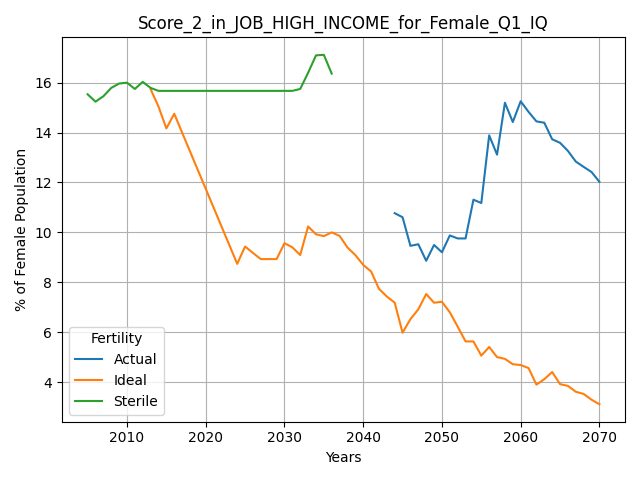 Score_2_in_JOB_HIGH_INCOME_for_Female_Q1_IQ
% of Female Population
16
14
12
10
8
6
4
Fertility
Actual
Ideal
Sterile
2010 2020 2030 2040 2050 2060 2070
Years